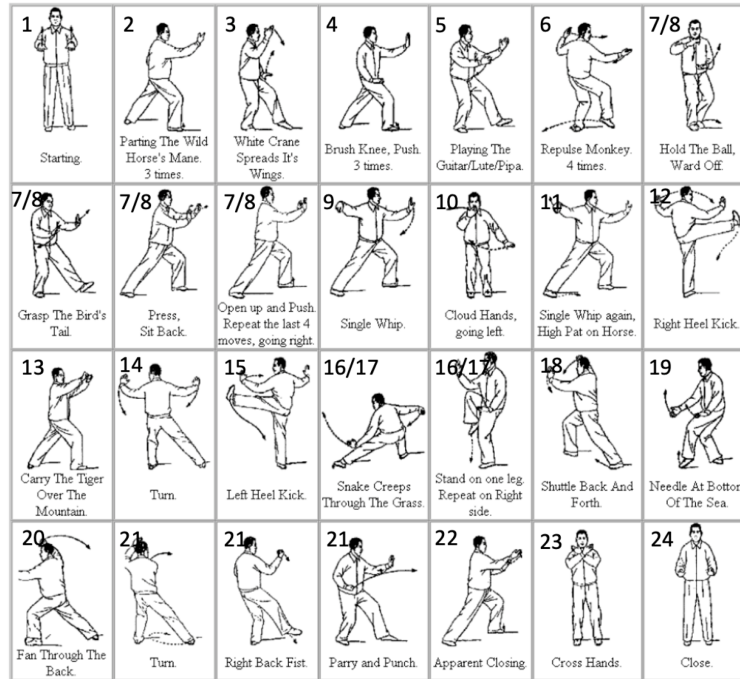 1
Starting.
2
Parting The Wild
Horse's Mane.
3 times.
3
White Crane
Spreads It's
Wings.
4
Brush Knee, Push.
3 times.
5
Playing The
Guitar/Lute/Pipa.
6
Repulse Monkey.
4 times.
7/8
Hold The Ball,
Ward Off.
7/8
Grasp The Bird's
Tail.
7/8
Press,
Sit Back.
7/8
Open up and Push.
Repeat the last 4
moves, going right.
9
Single Whip.
10
Cloud Hands,
going left.
11
Single Whip again,
High Pat on Horse.
12
Right Heel Kick.
13
Carry The Tiger
Over The
Mountain.
14
Turn.
15
Left Heel Kick.
16/17
Snake Creeps
Through The Grass.
16/17
Stand on one leg.
Repeat on Right
side.
18
Shuttle Back And
Forth.
19
Needle At Bottom
Of The Sea.
20
Fan Through The
Back.
21
Turn.
21
Right Back Fist.
21
Parry and Punch.
22
Apparent Closing.
23
Cross Hands.
24
Close.